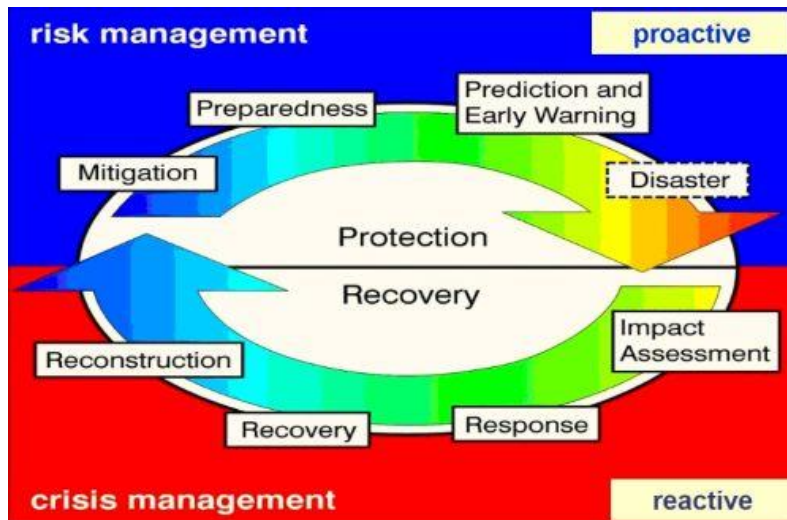 risk management
proactive
Preparedness
Prediction and
Early Warning
Mitigation
Disaster
Protection
Recovery
Impact
Assessment
Reconstruction
Recovery
Response
crisis management
reactive